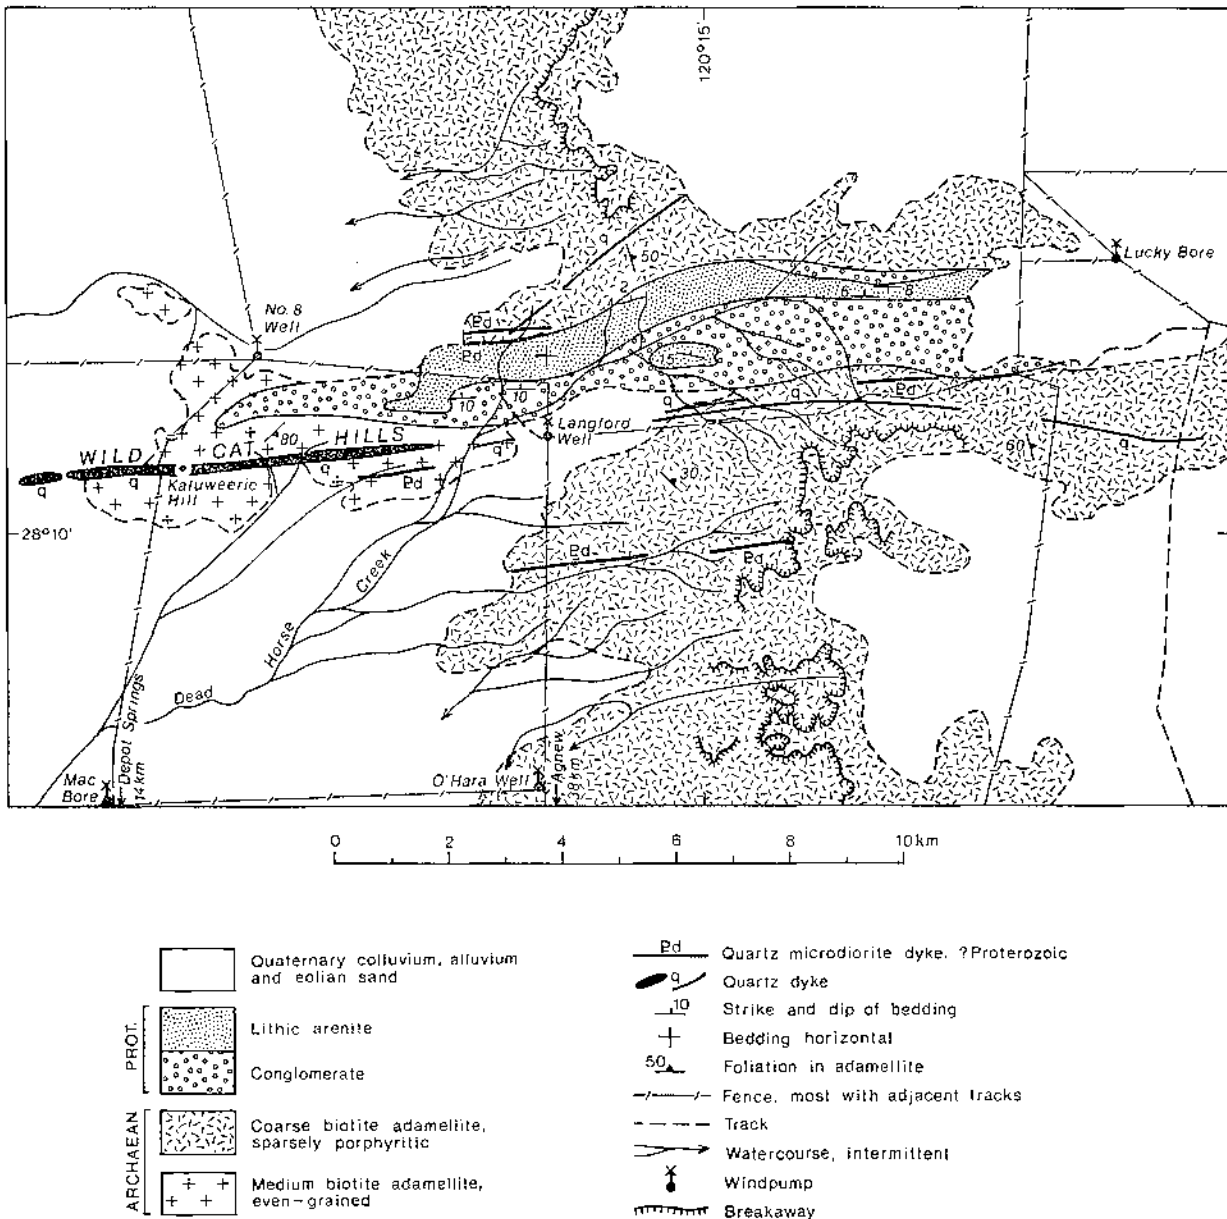 120°15'
Lucky Bore
No. 8
Well
q
50
2
6
8
Pd
Pd
15
10
10
Pd
q
q
Langford
Well
q
WILD CAT HILLS
80
q
q
q
Kaluweerie
Hill
Pd
30
60
q
28°10'
Pd
Pd
Horse
Creek
Dead
Depot Springs
14km
Mac
Bore
O'Hara Well
Agnew
38km
0 2 4 6 8 10 km
PROT.
ARCHAEAN
Quaternary colluvium, alluvium
and eolian sand
Lithic arenite
Conglomerate
Coarse biotite adamellite,
sparsely porphyritic
Medium biotite adamellite,
even-grained
Pd Quartz microdiorite dyke, ?Proterozoic
q Quartz dyke
10 Strike and dip of bedding
Bedding horizontal
50 Foliation in adamellite
Fence, most with adjacent tracks
Track
Watercourse, intermittent
Windpump
Breakaway